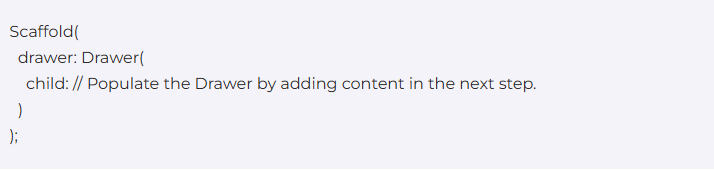 Scaffold(
drawer: Drawer(
child: // Populate the Drawer by adding content in the next step.
)
);